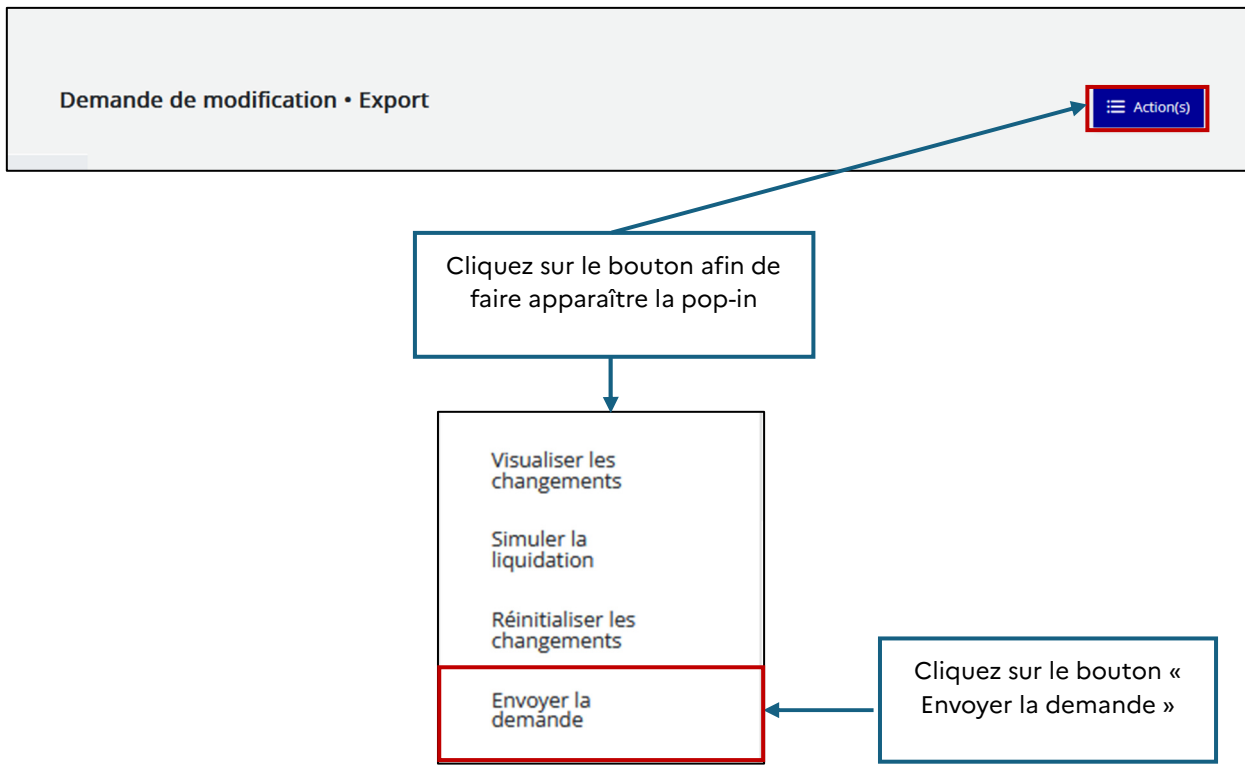 Demande de modification • Export
Action(s)
Cliquez sur le bouton afin de
faire apparaître la pop-in
Visualiser les
changements
Simuler la
liquidation
Réinitialiser les
changements
Envoyer la
demande
Cliquez sur le bouton «
Envoyer la demande »